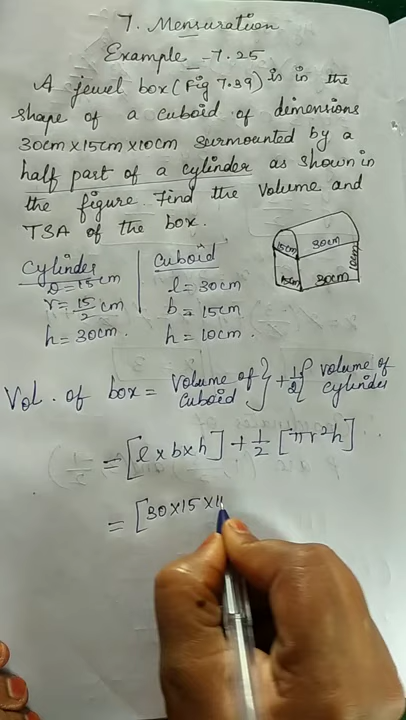 7. Mensuration
Example - 7.25
A jewel box (Fig 7.39) is in the
shape of a cuboid of dimensions
30cm×15cm×10cm surmounted by a
half part of a cylinder as shown in
the figure. Find the volume and
TSA of the box.
Cylinder
D = 15cm
r = 15/2 cm
h = 30cm.
Cuboid
l = 30cm
b = 15cm
h = 10cm.
15cm 30cm
15cm 30cm 10cm
Vol. of box = Volume of cuboid } + 1/2 { volume of cylinder
= [l × b × h] + 1/2 [πr²h]
= [30×15×1